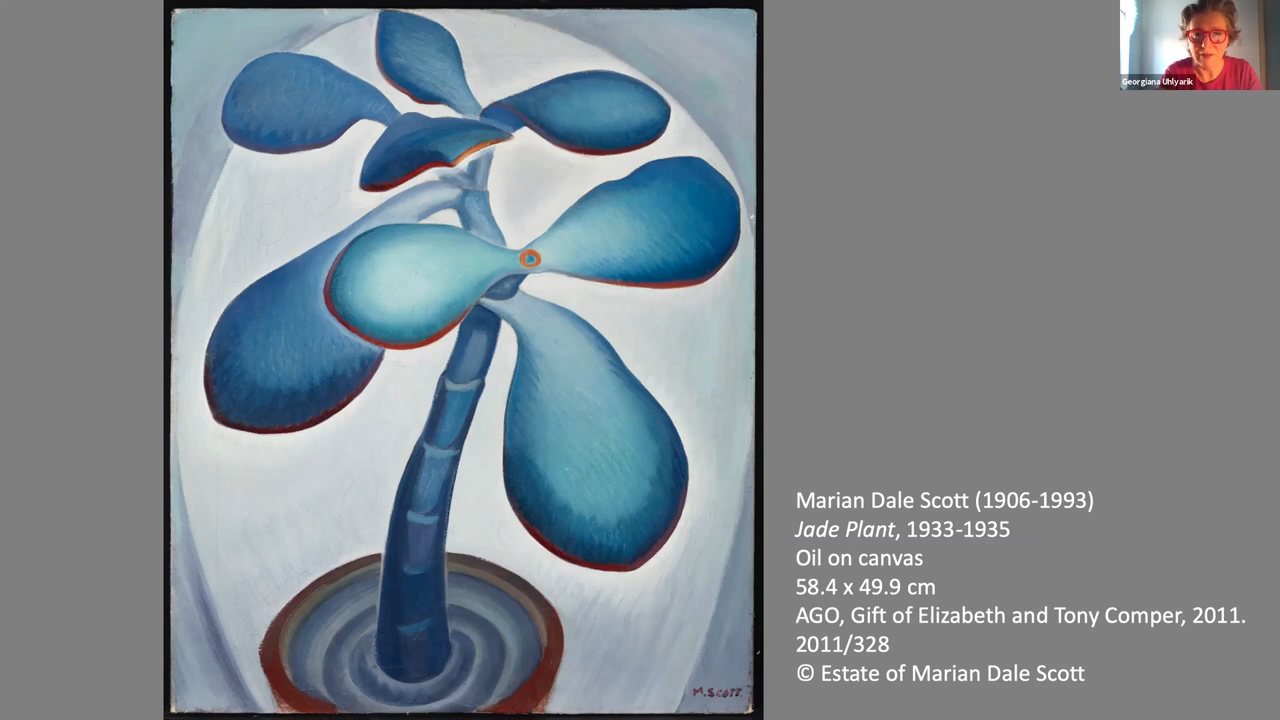 Georgiana Uhlyarik
Marian Dale Scott (1906-1993)
Jade Plant, 1933-1935
Oil on canvas
58.4 x 49.9 cm
AGO, Gift of Elizabeth and Tony Comper, 2011.
2011/328
© Estate of Marian Dale Scott
M.SCOTT